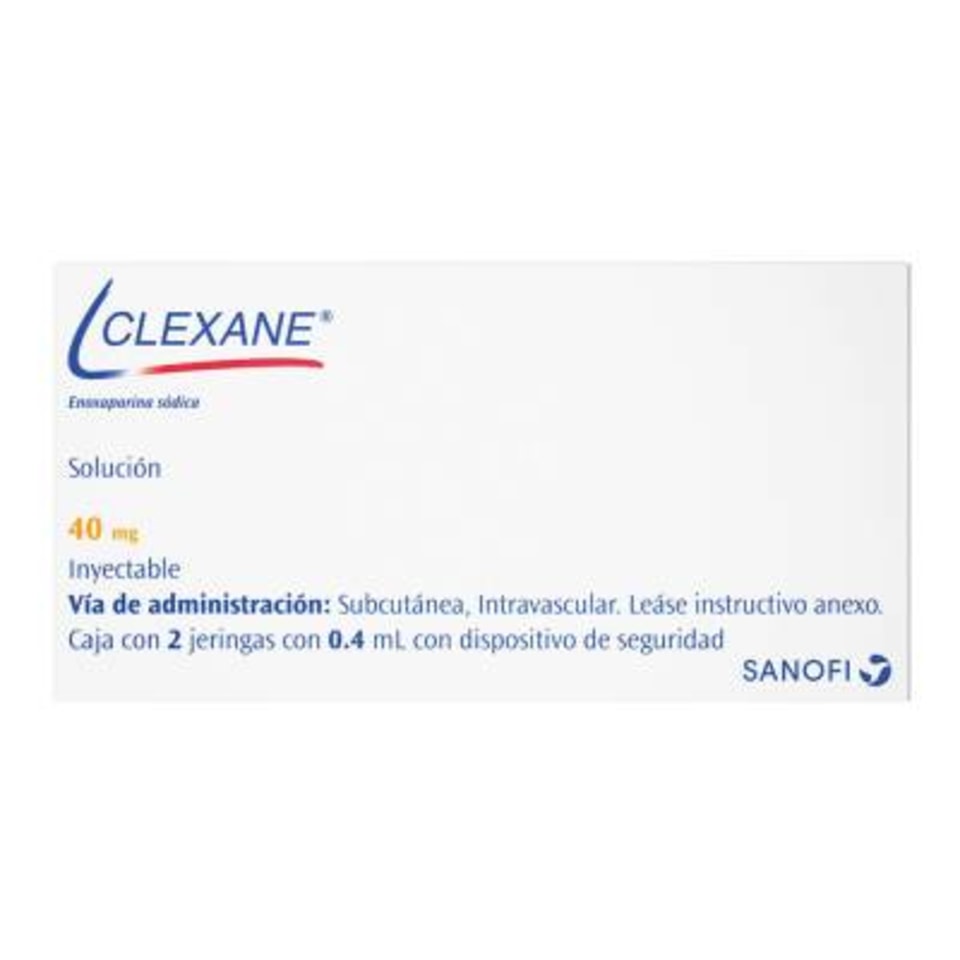 CLEXANE®
Enoxaparina sódica
Solución
40 mg
Inyectable
Vía de administración: Subcutánea, Intravascular. Leáse instructivo anexo.
Caja con 2 jeringas con 0.4 mL con dispositivo de seguridad
SANOFI